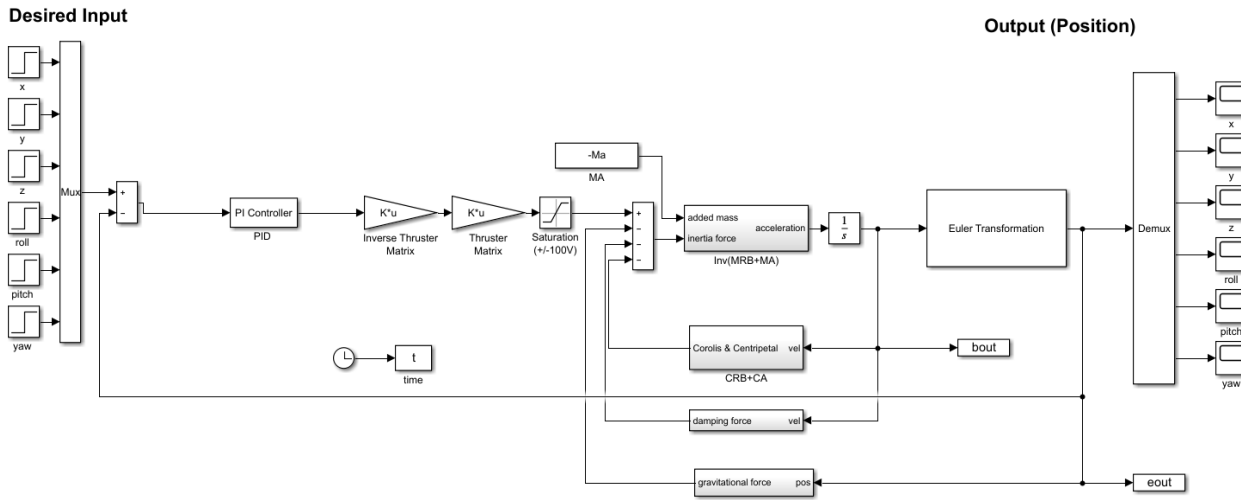 Desired Input
Output (Position)
x
y
z
roll
pitch
yaw
Mux
+
−
PI Controller
PID
K*u
Inverse Thruster
Matrix
K*u
Thruster
Matrix
Saturation
(+/-100V)
-Ma
MA
+
−
−
−
added mass
inertia force
acceleration
Inv(MRB+MA)
1
s
Euler Transformation
Demux
x
y
z
roll
pitch
yaw
t
time
Corolis & Centripetal
vel
CRB+CA
bout
damping force
vel
gravitational force
pos
eout